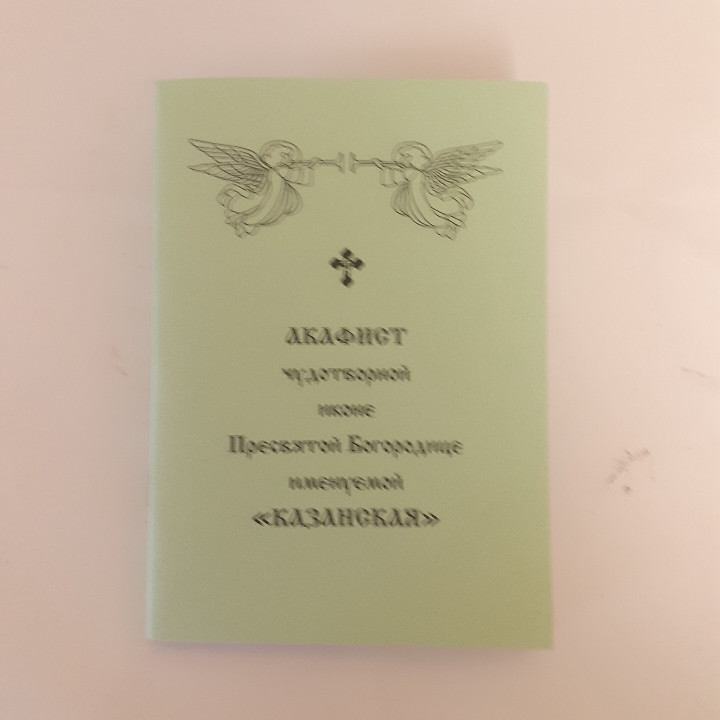 АКАФИСТ
чудотворной
иконе
Пресвятой Богородице
именуемой
«КАЗАНСКАЯ»